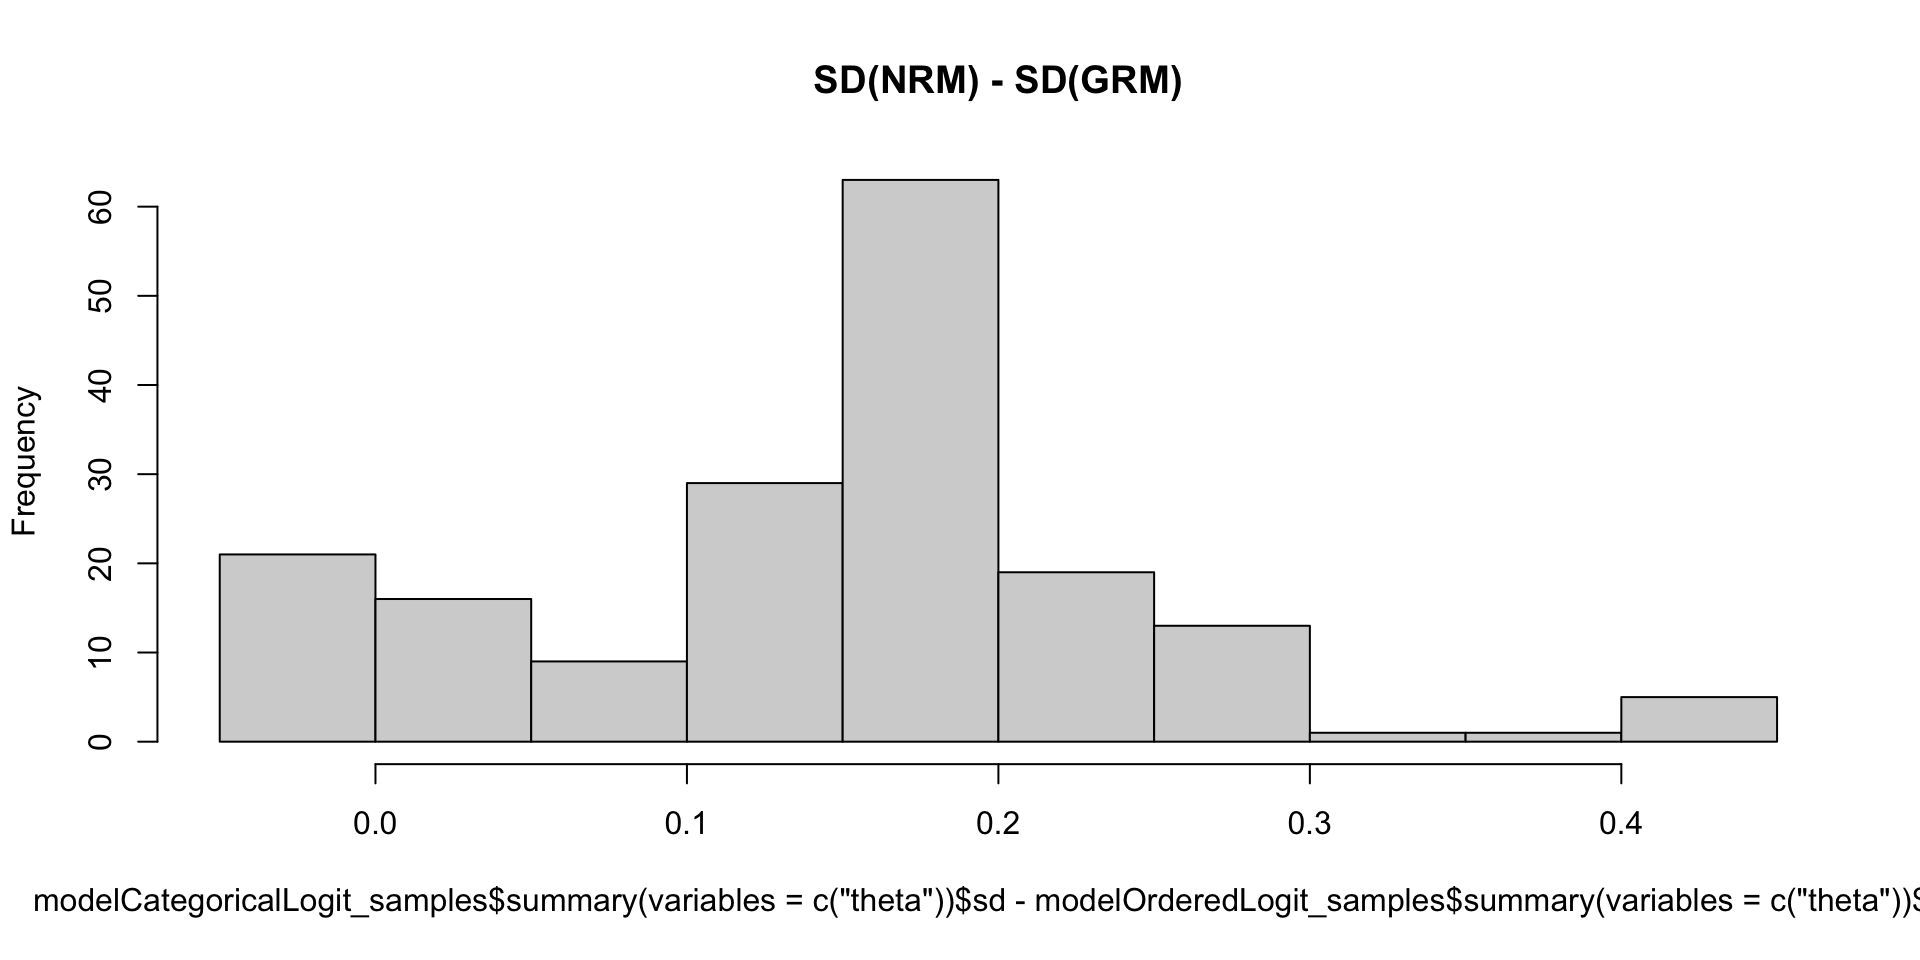 SD(NRM) - SD(GRM)
Frequency
60
50
40
30
20
10
0
0.0 0.1 0.2 0.3 0.4
modelCategoricalLogit_samples$summary(variables = c("theta"))$sd - modelOrderedLogit_samples$summary(variables = c("theta"))$